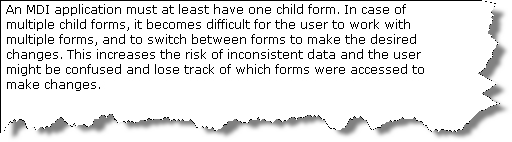 An MDI application must at least have one child form. In case of
multiple child forms, it becomes difficult for the user to work with
multiple forms, and to switch between forms to make the desired
changes. This increases the risk of inconsistent data and the user
might be confused and lose track of which forms were accessed to
make changes.